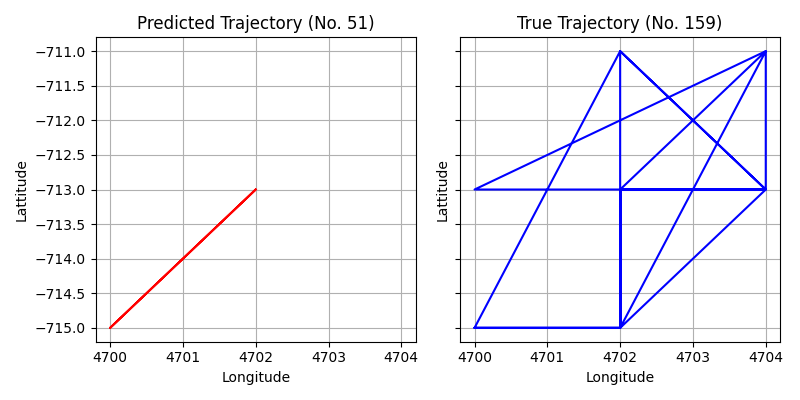 Predicted Trajectory (No. 51)
−711.0
−711.5
−712.0
−712.5
−713.0
−713.5
−714.0
−714.5
−715.0
Lattitude
4700 4701 4702 4703 4704
Longitude
True Trajectory (No. 159)
Lattitude
4700 4701 4702 4703 4704
Longitude